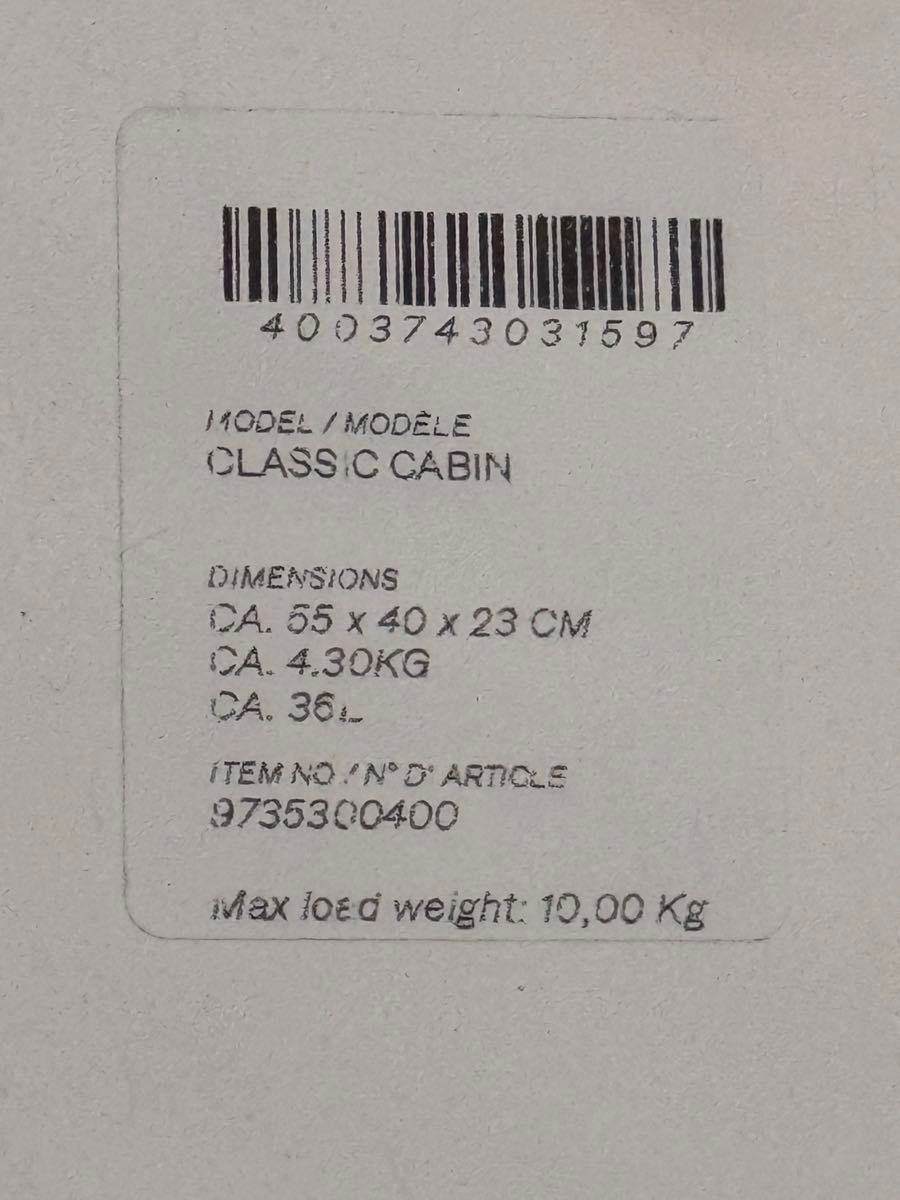 4003743031597
MODEL / MODÈLE
CLASSIC CABIN
DIMENSIONS
CA. 55 x 40 x 23 CM
CA. 4.30KG
CA. 36L
ITEM NO / N° D' ARTICLE
9735300400
Max load weight: 10,00 Kg